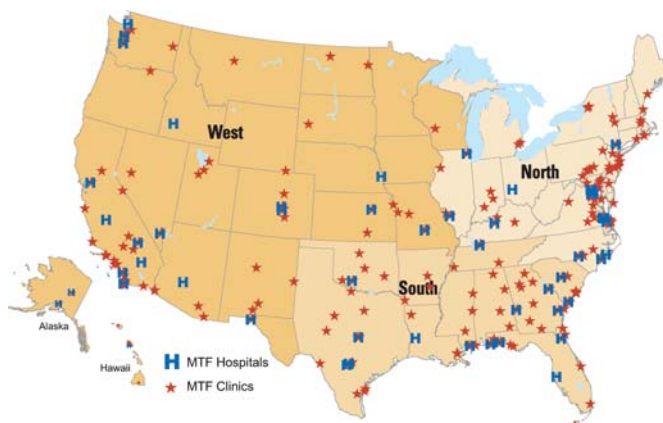 West
North
South
Alaska
Hawaii
H MTF Hospitals
MTF Clinics